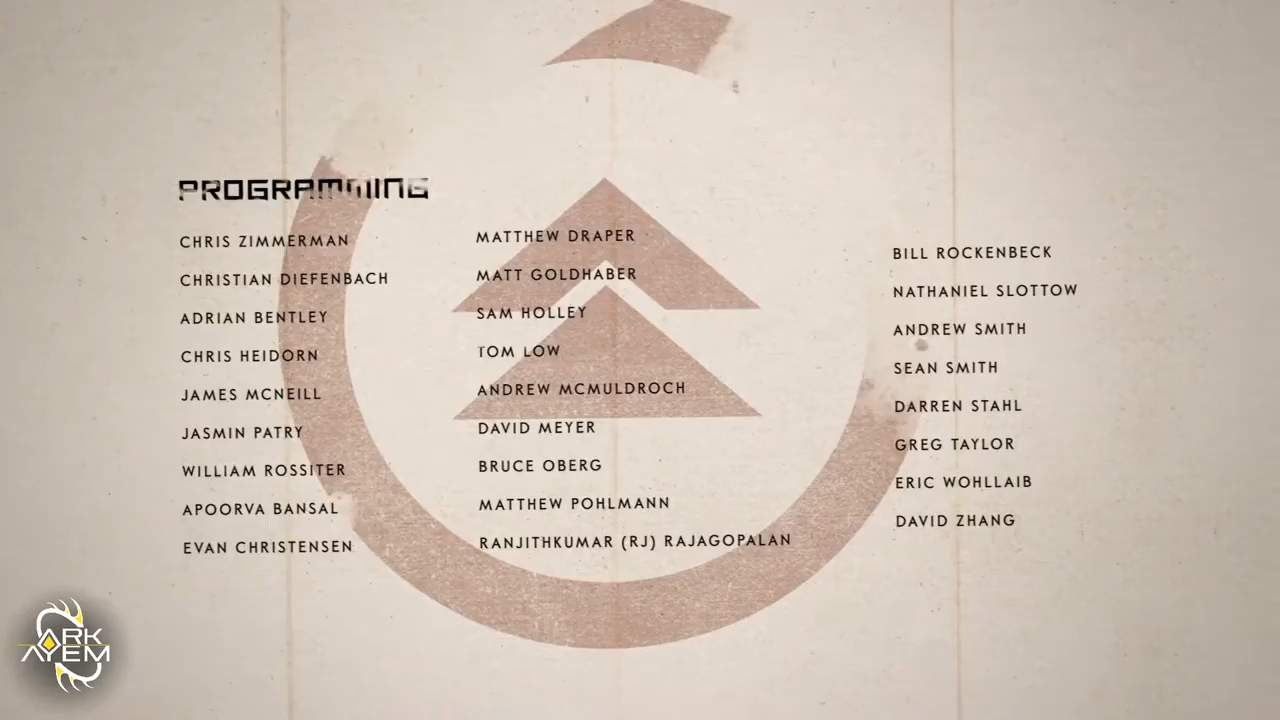 PROGRAMMING
CHRIS ZIMMERMAN
CHRISTIAN DIEFENBACH
ADRIAN BENTLEY
CHRIS HEIDORN
JAMES MCNEILL
JASMIN PATRY
WILLIAM ROSSITER
APOORVA BANSAL
EVAN CHRISTENSEN
MATTHEW DRAPER
MATT GOLDHABER
SAM HOLLEY
TOM LOW
ANDREW MCMULDROCH
DAVID MEYER
BRUCE OBERG
MATTHEW POHLMANN
RANJITHKUMAR (RJ) RAJAGOPALAN
BILL ROCKENBECK
NATHANIEL SLOTTOW
ANDREW SMITH
SEAN SMITH
DARREN STAHL
GREG TAYLOR
ERIC WOHLLAIB
DAVID ZHANG
ARK
AYEM